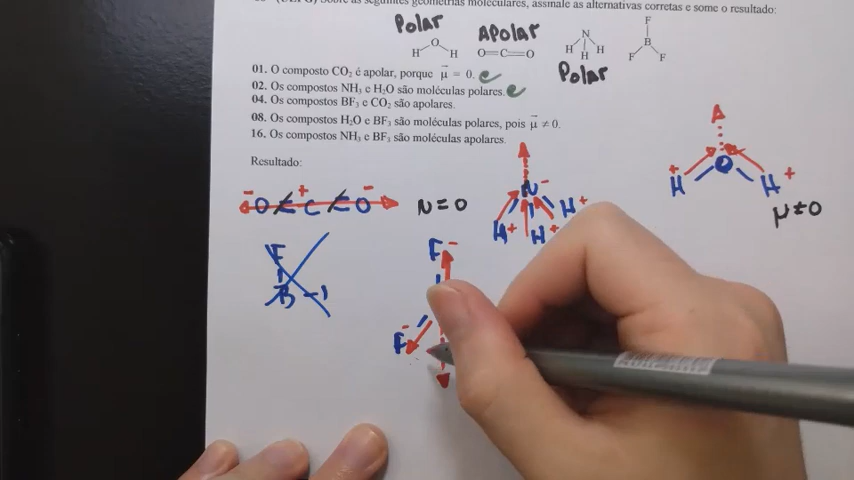 (UEPG) Sobre as seguintes geometrias moleculares, assinale as alternativas corretas e some o resultado:
Polar
Apolar
O
H H
O=C=O
N
H H
H
Polar
F
B
F F
01. O composto CO₂ é apolar, porque μ⃗ = 0. C
02. Os compostos NH₃ e H₂O são moléculas polares. C
04. Os compostos BF₃ e CO₂ são apolares.
08. Os compostos H₂O e BF₃ são moléculas polares, pois μ⃗ ≠ 0.
16. Os compostos NH₃ e BF₃ são moléculas apolares.
Resultado:
- + -
O C O
μ=0
N -
H + H + H +
O
H + H +
μ≠0
F
B
F -
F -